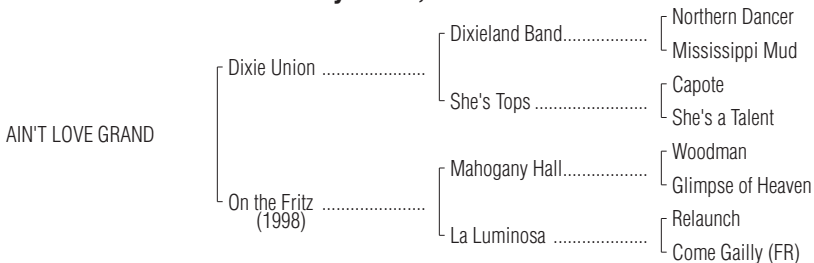 Northern Dancer
Dixieland Band....................
Mississippi Mud
Dixie Union ......................
Capote
She's Tops ........................
She's a Talent
AIN'T LOVE GRAND
Woodman
Mahogany Hall..................
Glimpse of Heaven
On the Fritz ......................
(1998)
Relaunch
La Luminosa ....................
Come Gailly (FR)